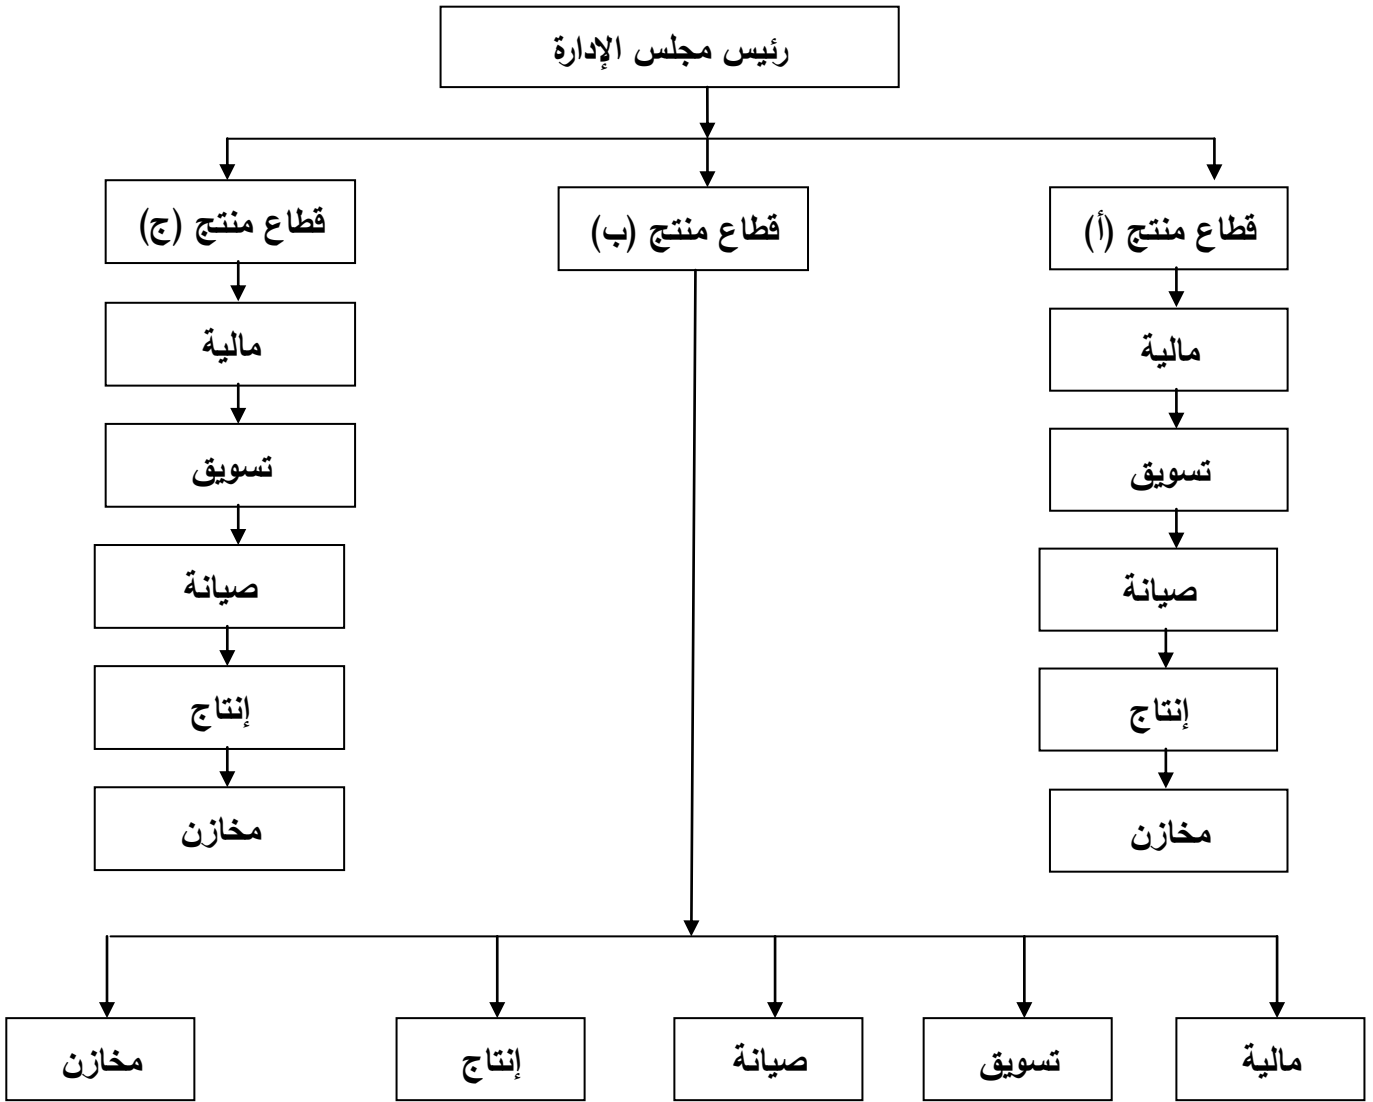 رئيس مجلس الإدارة
قطاع منتج (أ)
قطاع منتج (ب)
قطاع منتج (ج)
مالية
مالية
تسويق
تسويق
صيانة
صيانة
إنتاج
إنتاج
مخازن
مخازن
مالية
تسويق
صيانة
إنتاج
مخازن